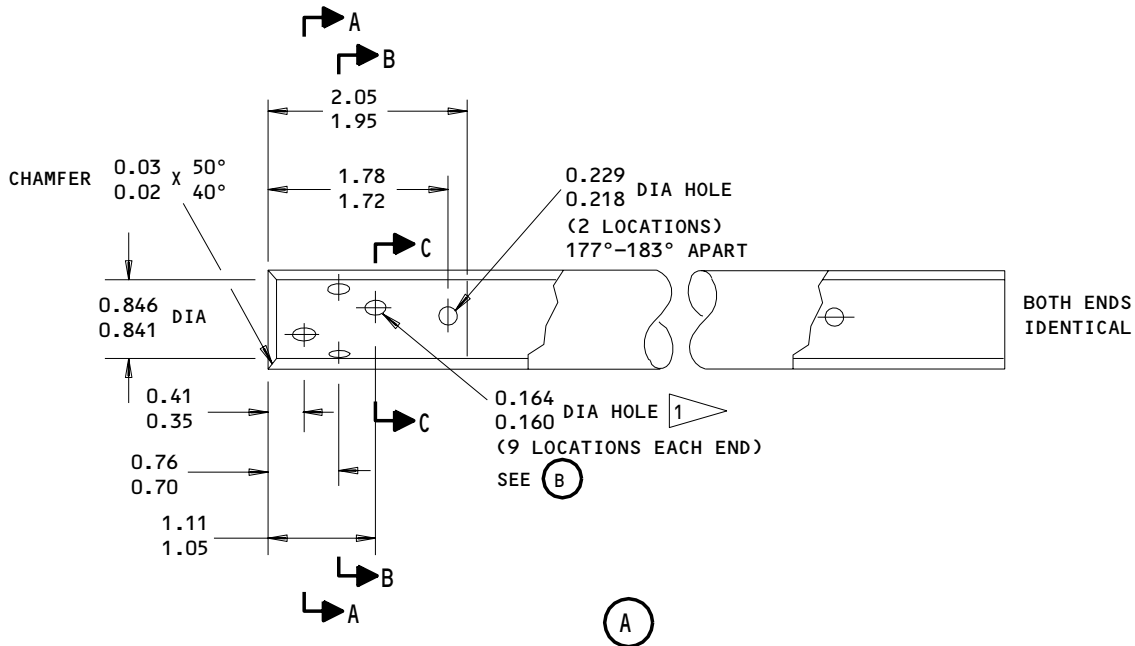 A
B
2.05
1.95
CHAMFER 0.03 X 50°
0.02 40°
1.78
1.72
0.229
0.218 DIA HOLE
(2 LOCATIONS)
177°–183° APART
C
0.846
0.841 DIA
BOTH ENDS
IDENTICAL
0.41
0.35
0.164
0.160 DIA HOLE 1
(9 LOCATIONS EACH END)
SEE B
C
0.76
0.70
1.11
1.05
B
A
A